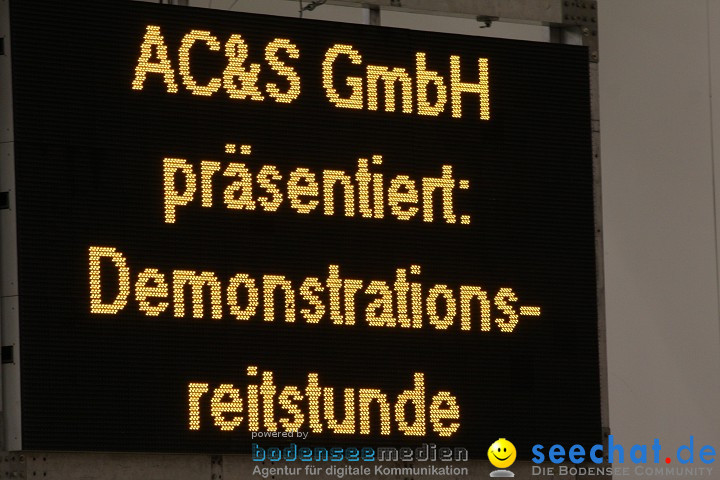 AC&S GmbH
präsentiert:
Demonstrations-
reitstunde
powered by
bodenseemedien
Agentur für digitale Kommunikation
seechat.de
Die Bodensee Community